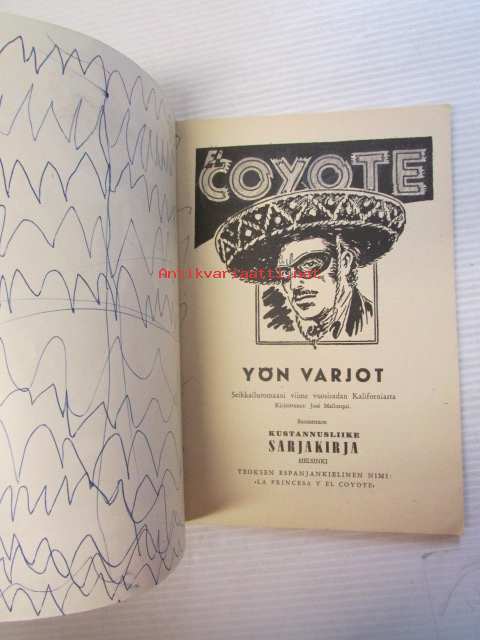 EL
COYOTE
Antikvariaatti.net
YÖN VARJOT
Seikkailuromaani viime vuosisadan Kaliforniasta
Kirjoittanut José Mallorqui.
Kustantanut
KUSTANNUSLIIKE
SARJAKIRJA
HELSINKI
TEOKSEN ESPANJANKIELINEN NIMI:
»LA PRINCESA Y EL COYOTE»